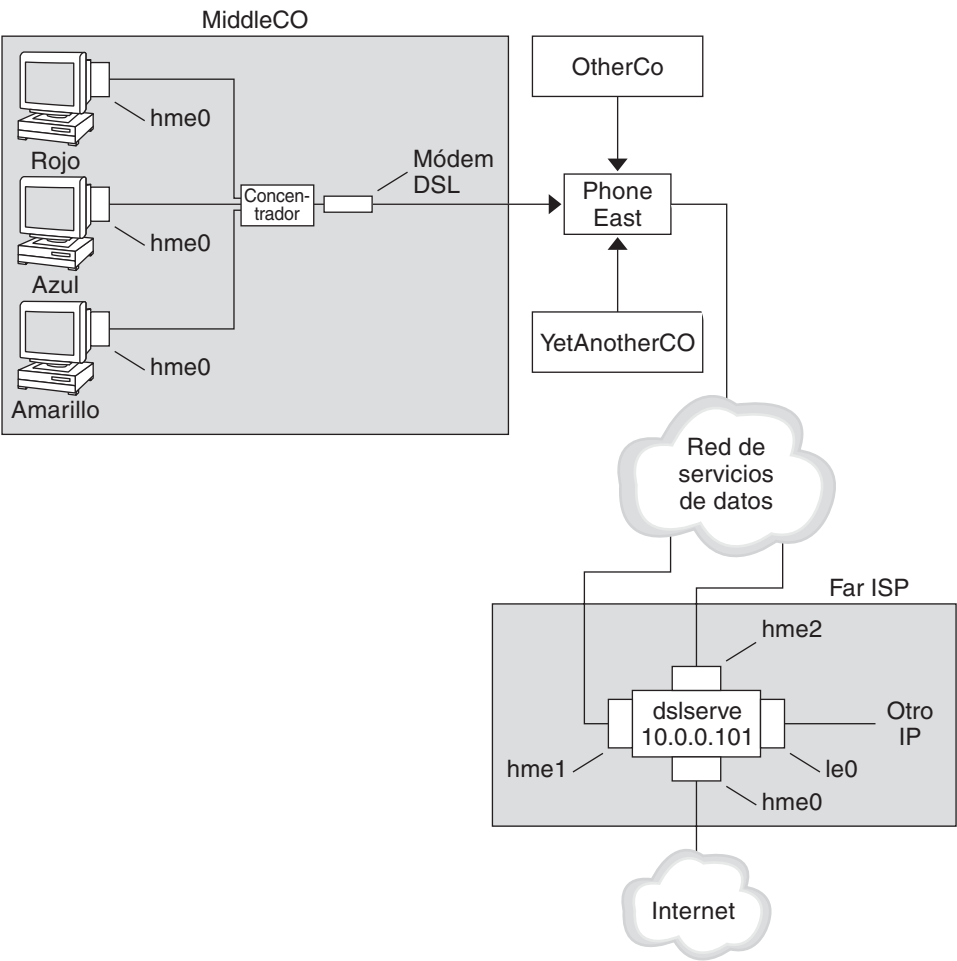 MiddleCO
hme0
Rojo
hme0
Azul
hme0
Amarillo
Concen-
trador
Módem
DSL
OtherCo
Phone
East
YetAnotherCO
Red de
servicios
de datos
Far ISP
hme2
dslserve
10.0.0.101
Otro
IP
hme1
le0
hme0
Internet